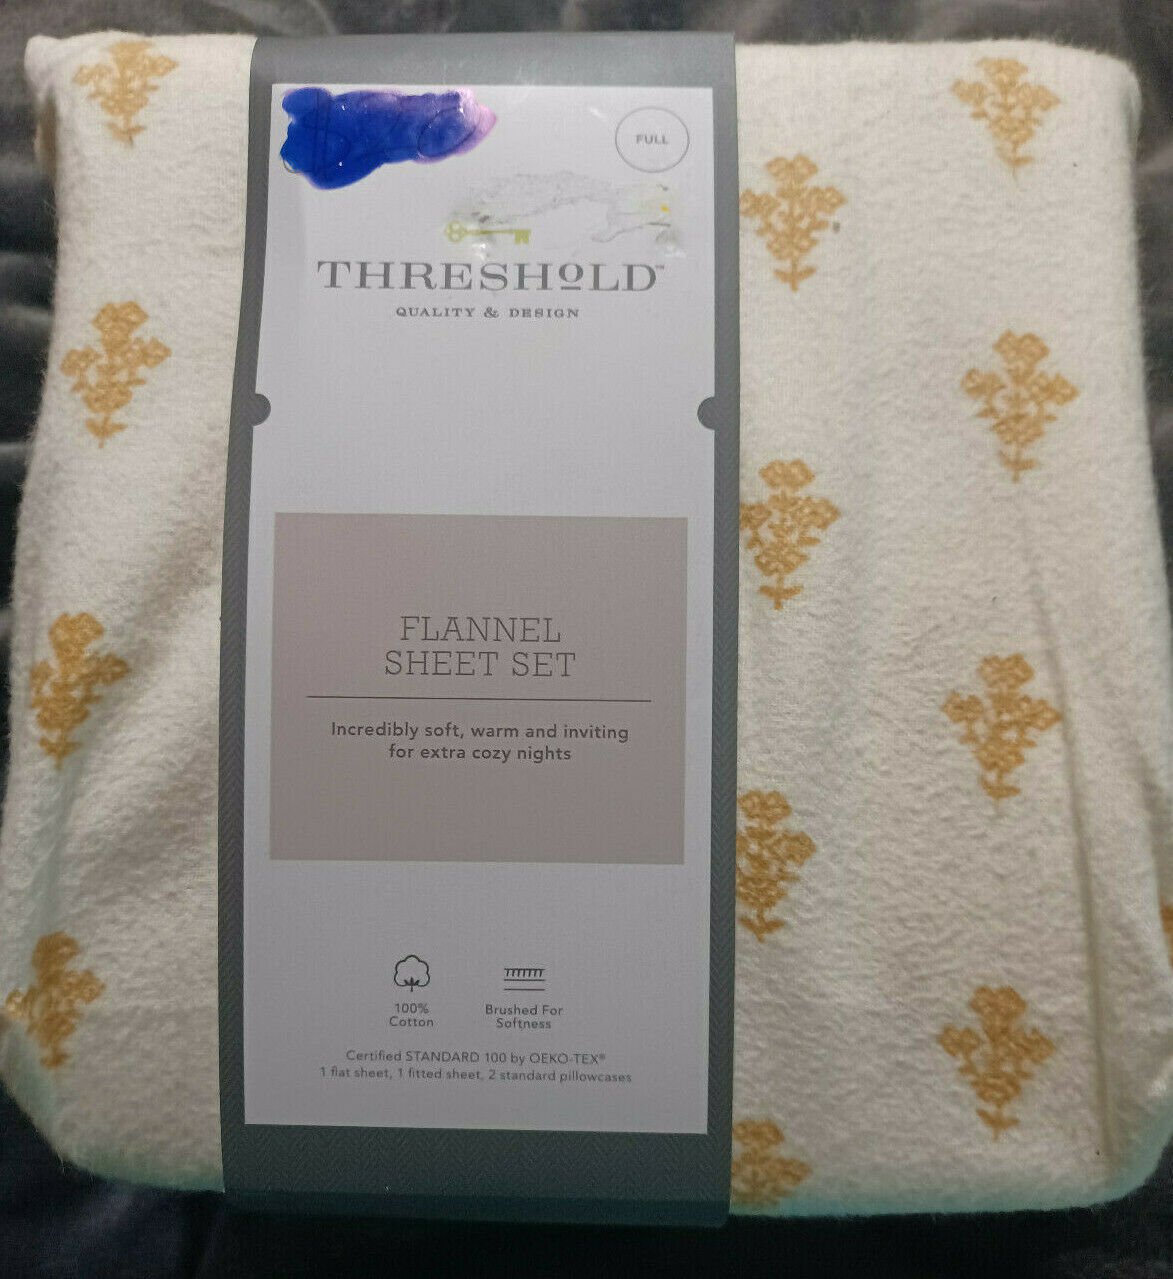 FULL
THRESHOLD™
QUALITY & DESIGN
FLANNEL
SHEET SET
Incredibly soft, warm and inviting
for extra cozy nights
100%
Cotton
Brushed For
Softness
Certified STANDARD 100 by OEKO-TEX®
1 flat sheet, 1 fitted sheet, 2 standard pillowcases